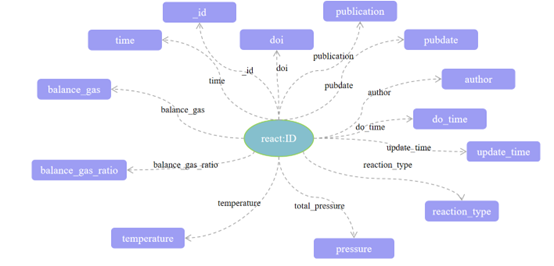 _id
publication
time
doi
pubdate
publication
doi
_id
time
pubdate
author
author
balance_gas
balance_gas
do_time
do_time
react:ID
update_time
update_time
balance_gas_ratio
balance_gas_ratio
reaction_type
temperature
total_pressure
reaction_type
temperature
pressure